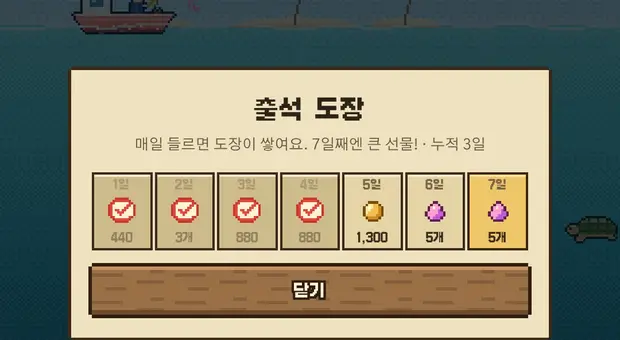 출석 도장
매일 들르면 도장이 쌓여요. 7일째엔 큰 선물! · 누적 3일
1일 2일 3일 4일 5일 6일 7일
440 3개 880 880 1,300 5개 5개
닫기